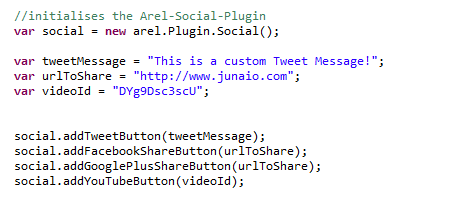 //initialises the Arel-Social-Plugin
var social = new arel.Plugin.Social();
var tweetMessage = "This is a custom Tweet Message!";
var urlToShare = "http://www.junaio.com";
var videoId = "DYg9Dsc3scU";
social.addTweetButton(tweetMessage);
social.addFacebookShareButton(urlToShare);
social.addGooglePlusShareButton(urlToShare);
social.addYouTubeButton(videoId);